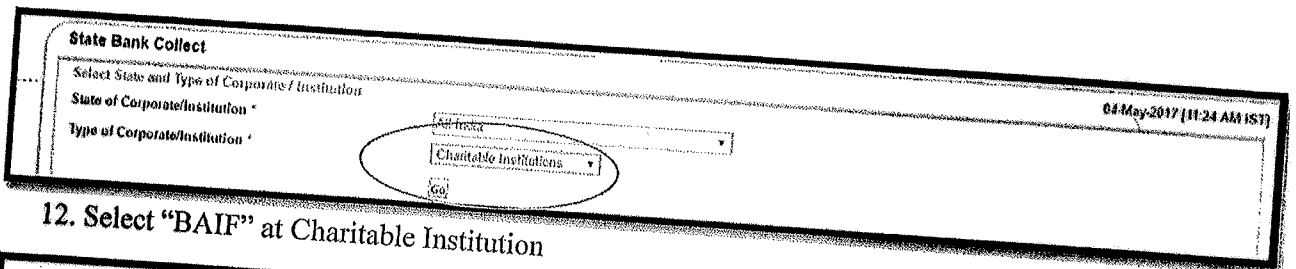 State Bank Collect
04-May-2017 [11:24 AM IST]
Select State and Type of Corporate / Institution
State of Corporate/Institution *
All India
Type of Corporate/Institution *
Charitable Institutions
Go
12. Select “BAIF” at Charitable Institution